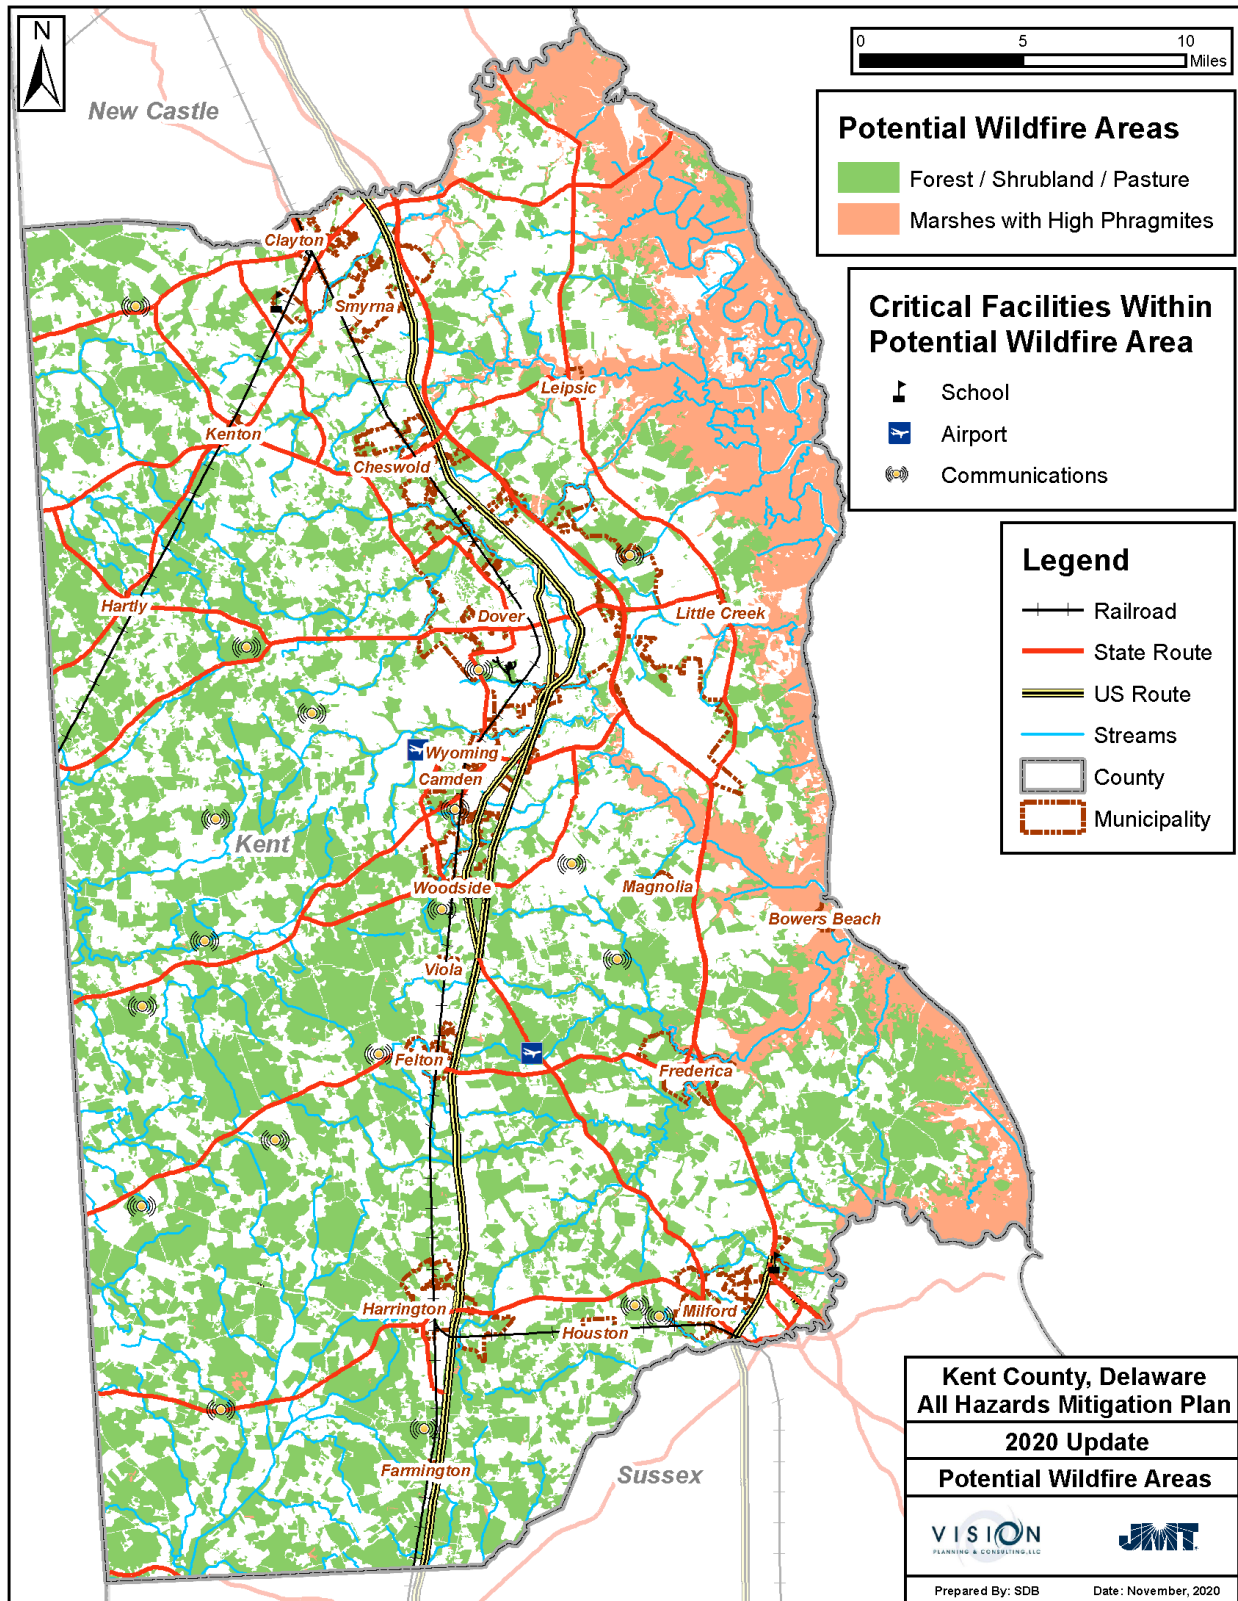 N
New Castle
0 5 10
Miles
Potential Wildfire Areas
Forest / Shrubland / Pasture
Marshes with High Phragmites
Critical Facilities Within
Potential Wildfire Area
School
Airport
Communications
Legend
Railroad
State Route
US Route
Streams
County
Municipality
Clayton
Smyrna
Leipsic
Kenton
Cheswold
Hartly
Dover
Little Creek
Wyoming
Camden
Kent
Woodside
Magnolia
Bowers Beach
Viola
Felton
Frederica
Harrington
Milford
Houston
Farmington
Sussex
Kent County, Delaware
All Hazards Mitigation Plan
2020 Update
Potential Wildfire Areas
VISION
PLANNING & CONSULTING, LLC
JMT
Prepared By: SDB Date: November, 2020